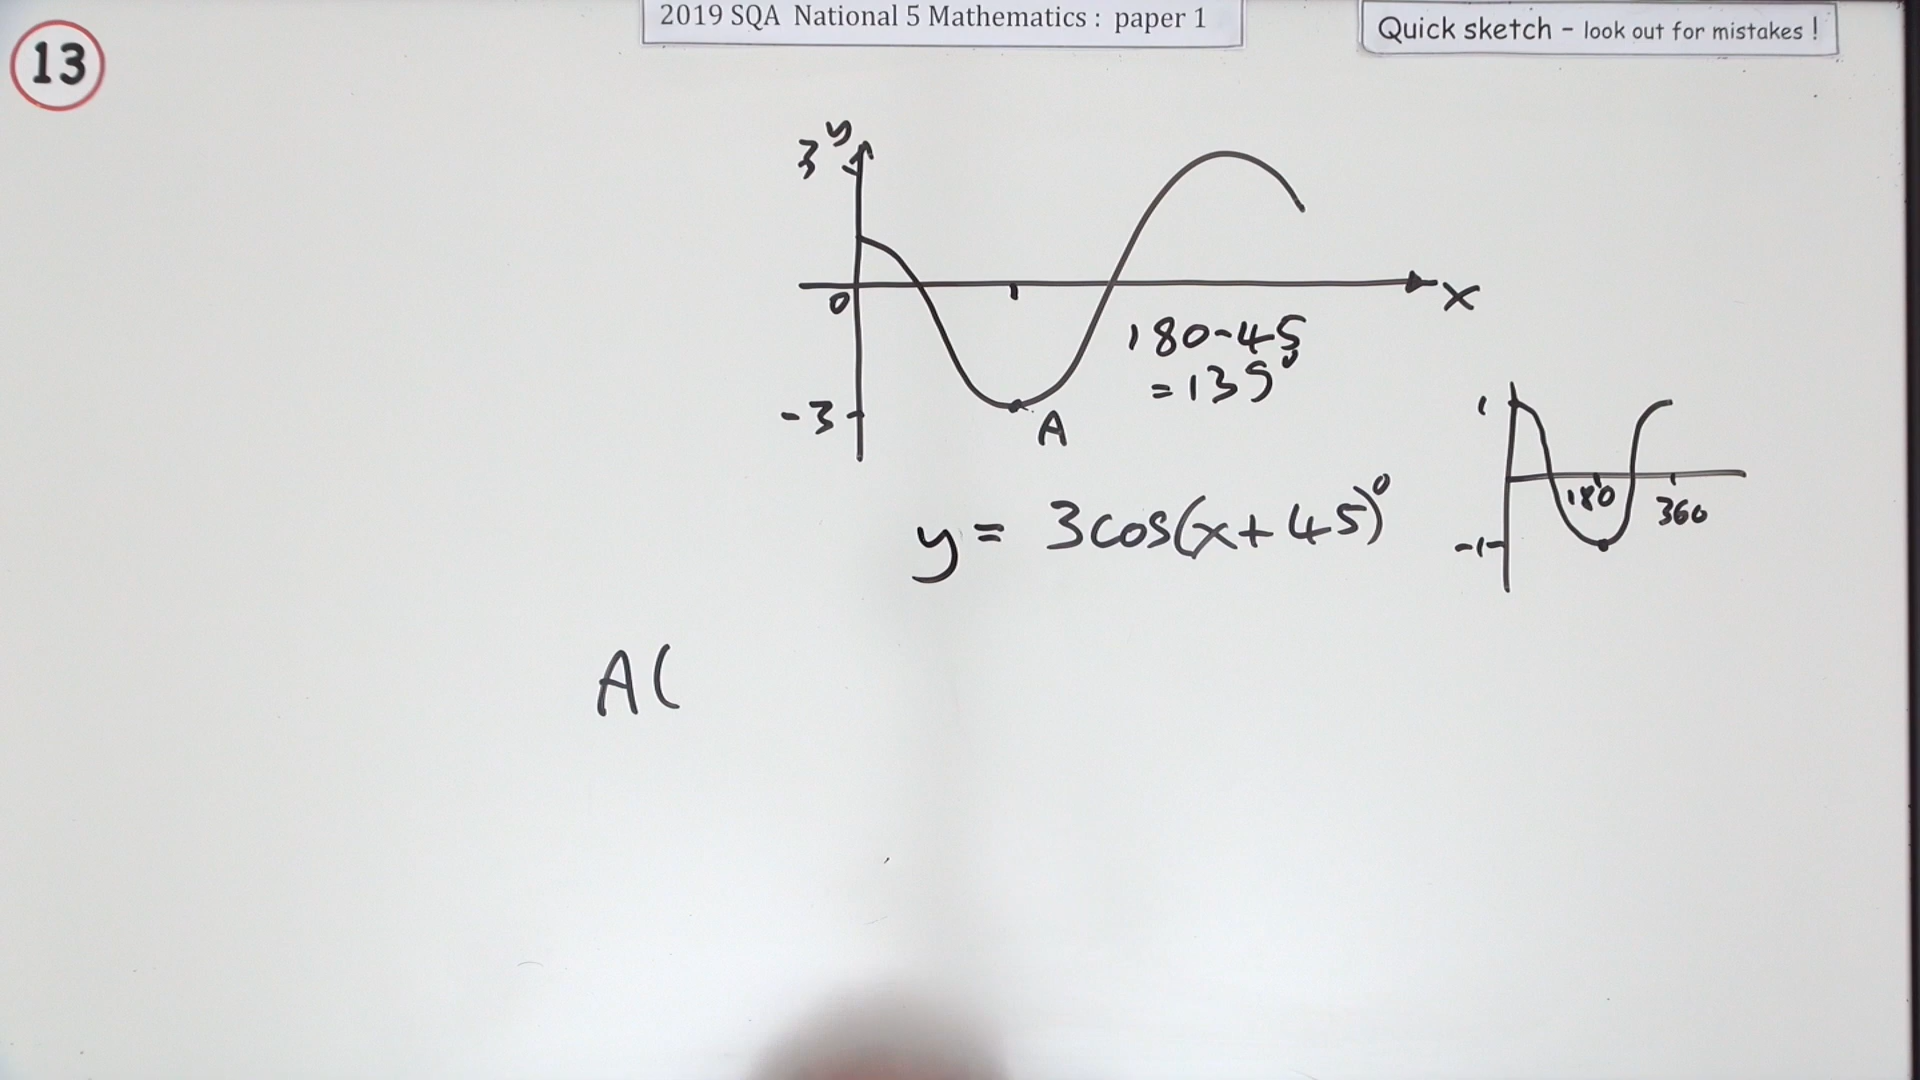 2019 SQA National 5 Mathematics : paper 1
Quick sketch – look out for mistakes !
13
y
3
0
x
180-45
=135°
-3
A
1
180
360
-1
y = 3cos(x+45)°
A(